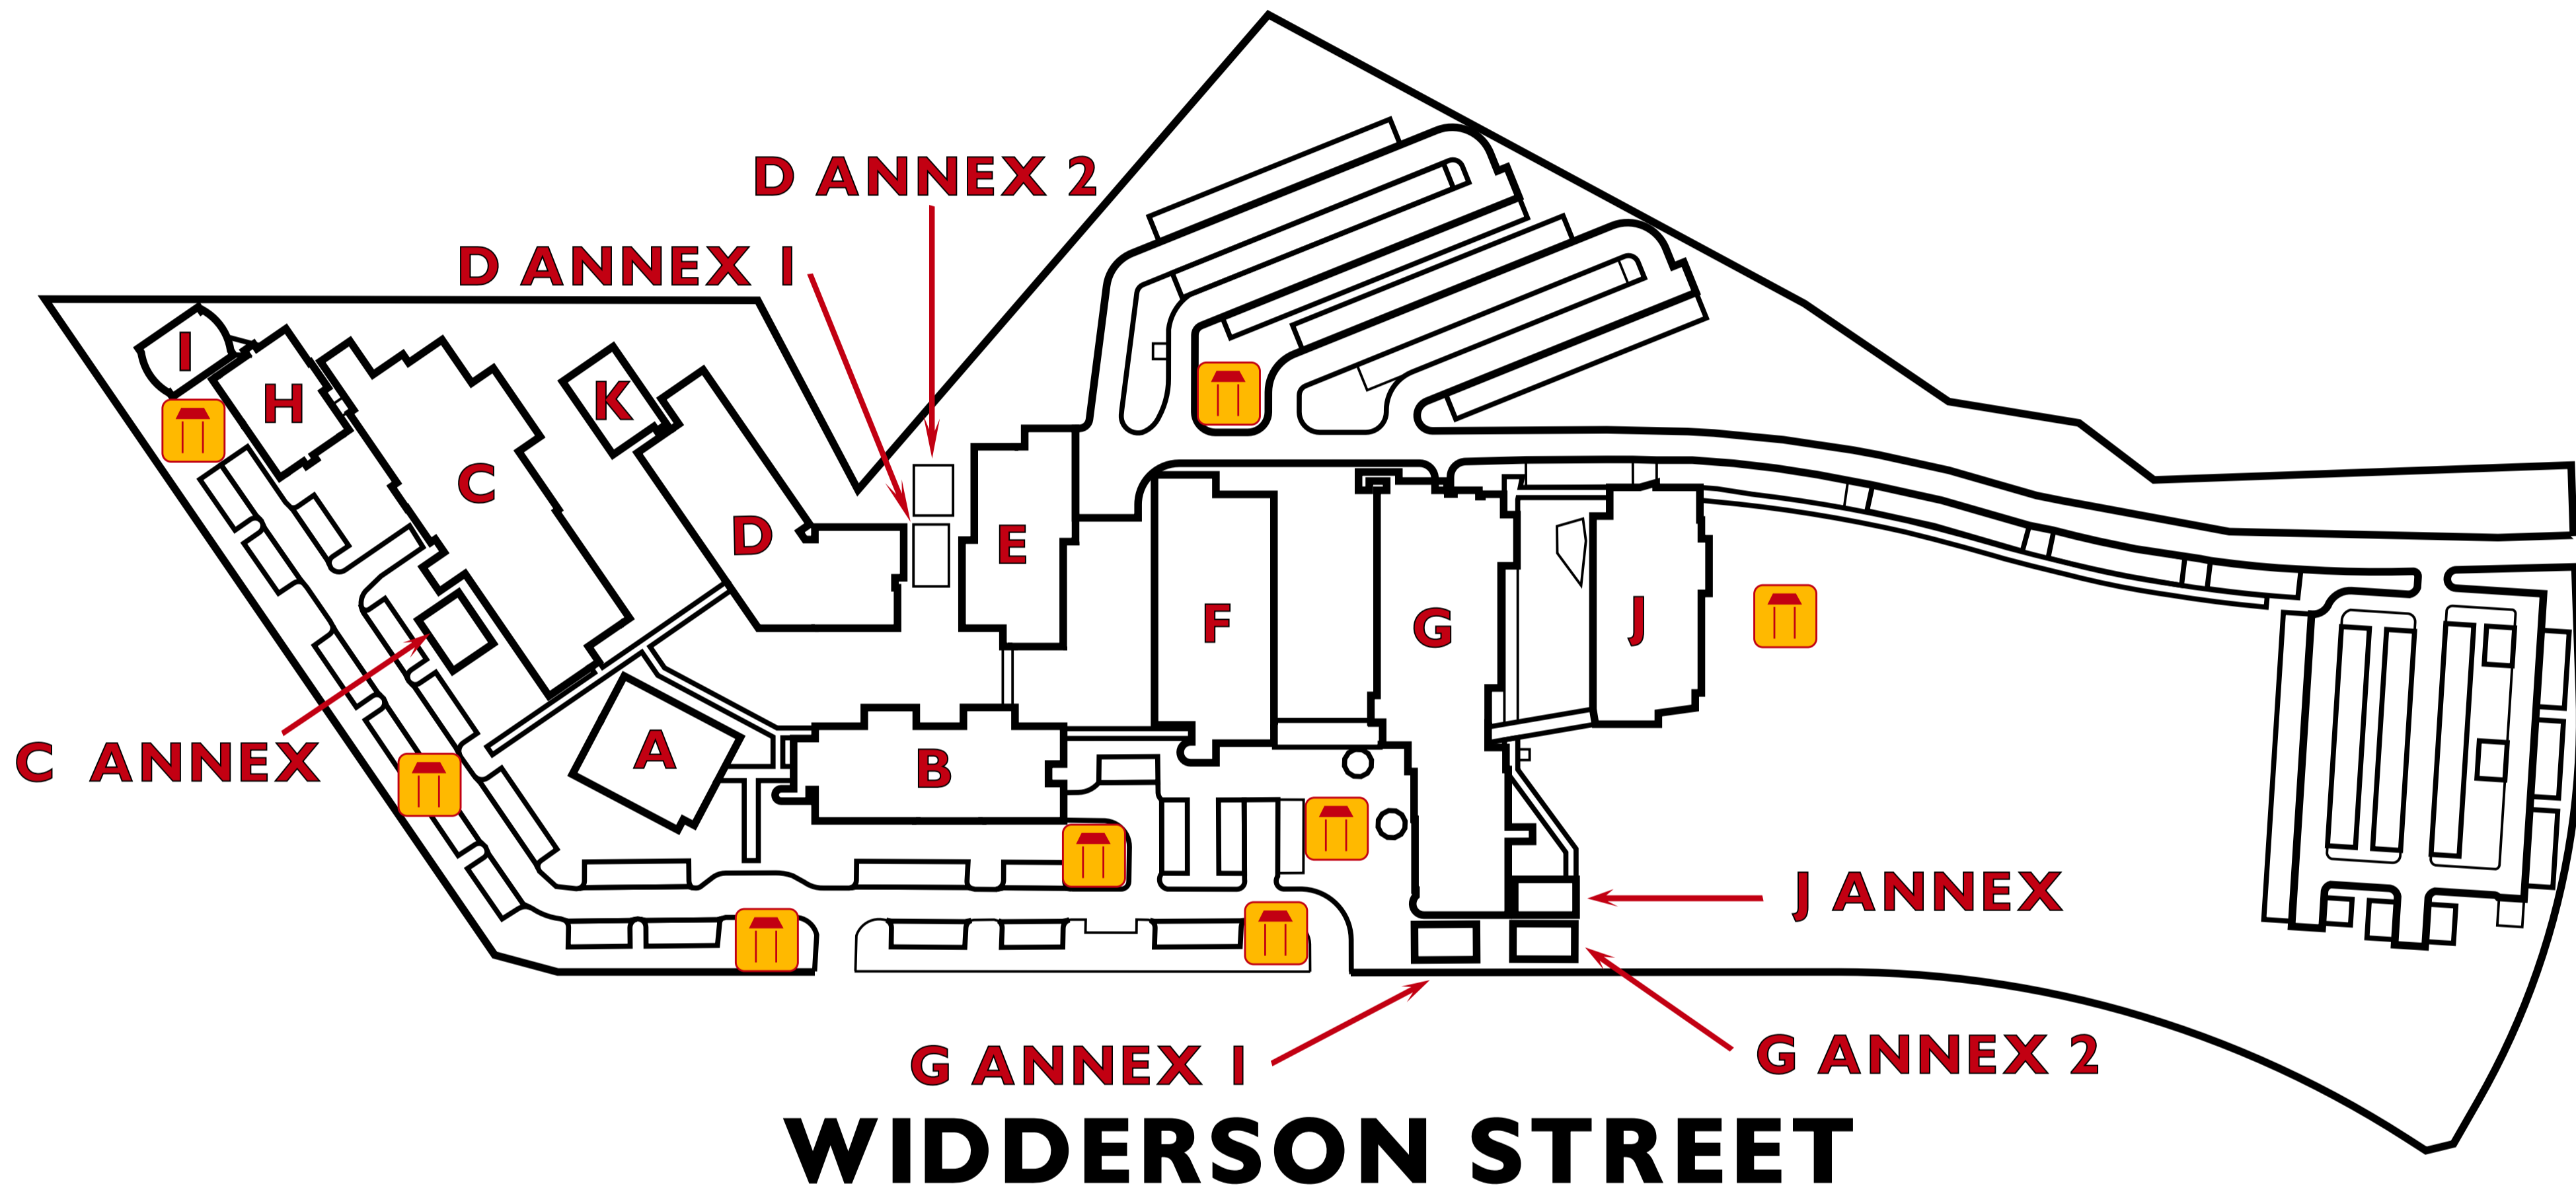 D ANNEX 2
D ANNEX 1
I
H
K
C
D
E
F
G
J
C ANNEX
A
B
J ANNEX
G ANNEX 1
G ANNEX 2
WIDDERSON STREET